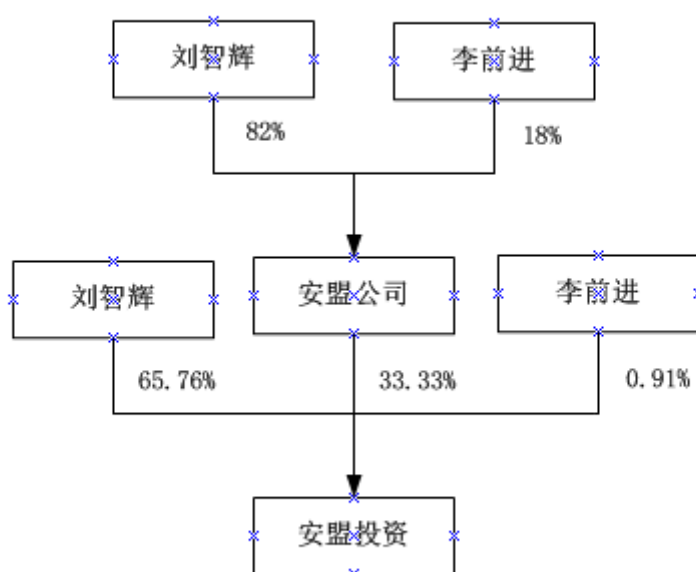 刘智辉 李前进
82% 18%
刘智辉 安盟公司 李前进
65.76% 33.33% 0.91%
安盟投资